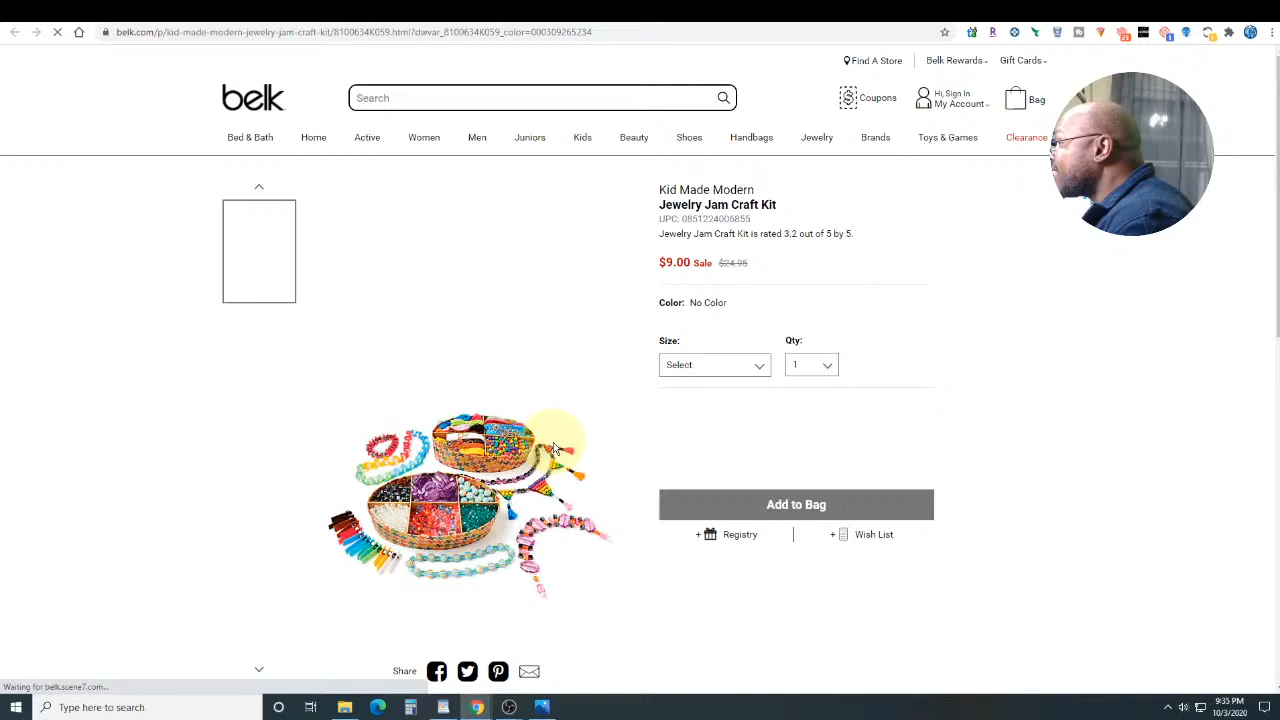 belk.com/p/kid-made-modern-jewelry-jam-craft-kit/8100634K059.html?dwvar_8100634K059_color=000309265234
Find A Store
Belk Rewards
Gift Cards
belk
Search
Coupons
Hi, Sign In
My Account
Bag
Bed & Bath Home Active Women Men Juniors Kids Beauty Shoes Handbags Jewelry Brands Toys & Games Clearance
Kid Made Modern
Jewelry Jam Craft Kit
UPC: 0851224006855
Jewelry Jam Craft Kit is rated 3.2 out of 5 by 5.
$9.00 Sale $24.95
Color: No Color
Size: Qty:
Select 1
Add to Bag
+ Registry + Wish List
Share
Waiting for belk.scene7.com...
Type here to search
9:35 PM
10/3/2020